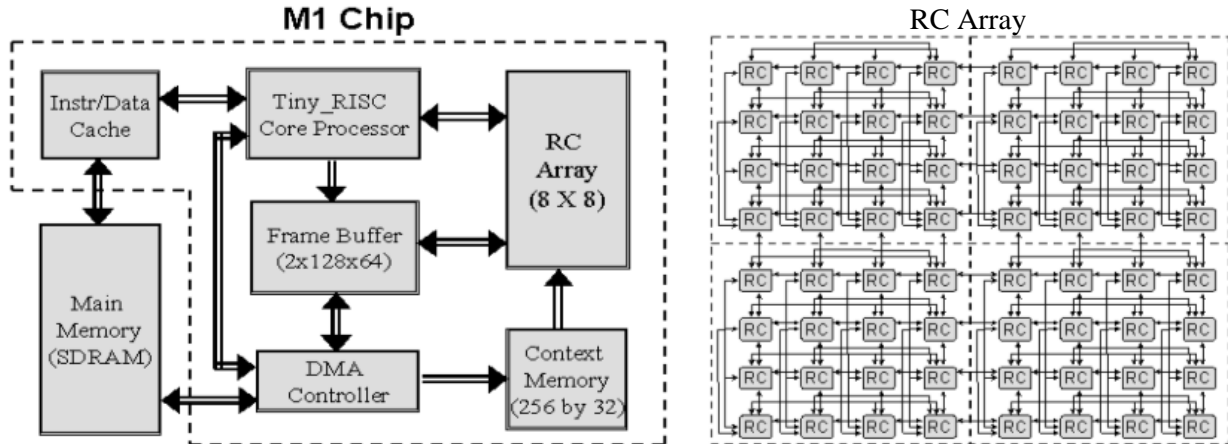 M1 Chip
Instr/Data
Cache
Tiny_RISC
Core Processor
RC
Array
(8 X 8)
Frame Buffer
(2x128x64)
Main
Memory
(SDRAM)
DMA
Controller
Context
Memory
(256 by 32)
RC Array
RC RC RC RC RC RC RC RC
RC RC RC RC RC RC RC RC
RC RC RC RC RC RC RC RC
RC RC RC RC RC RC RC RC
RC RC RC RC RC RC RC RC
RC RC RC RC RC RC RC RC
RC RC RC RC RC RC RC RC
RC RC RC RC RC RC RC RC